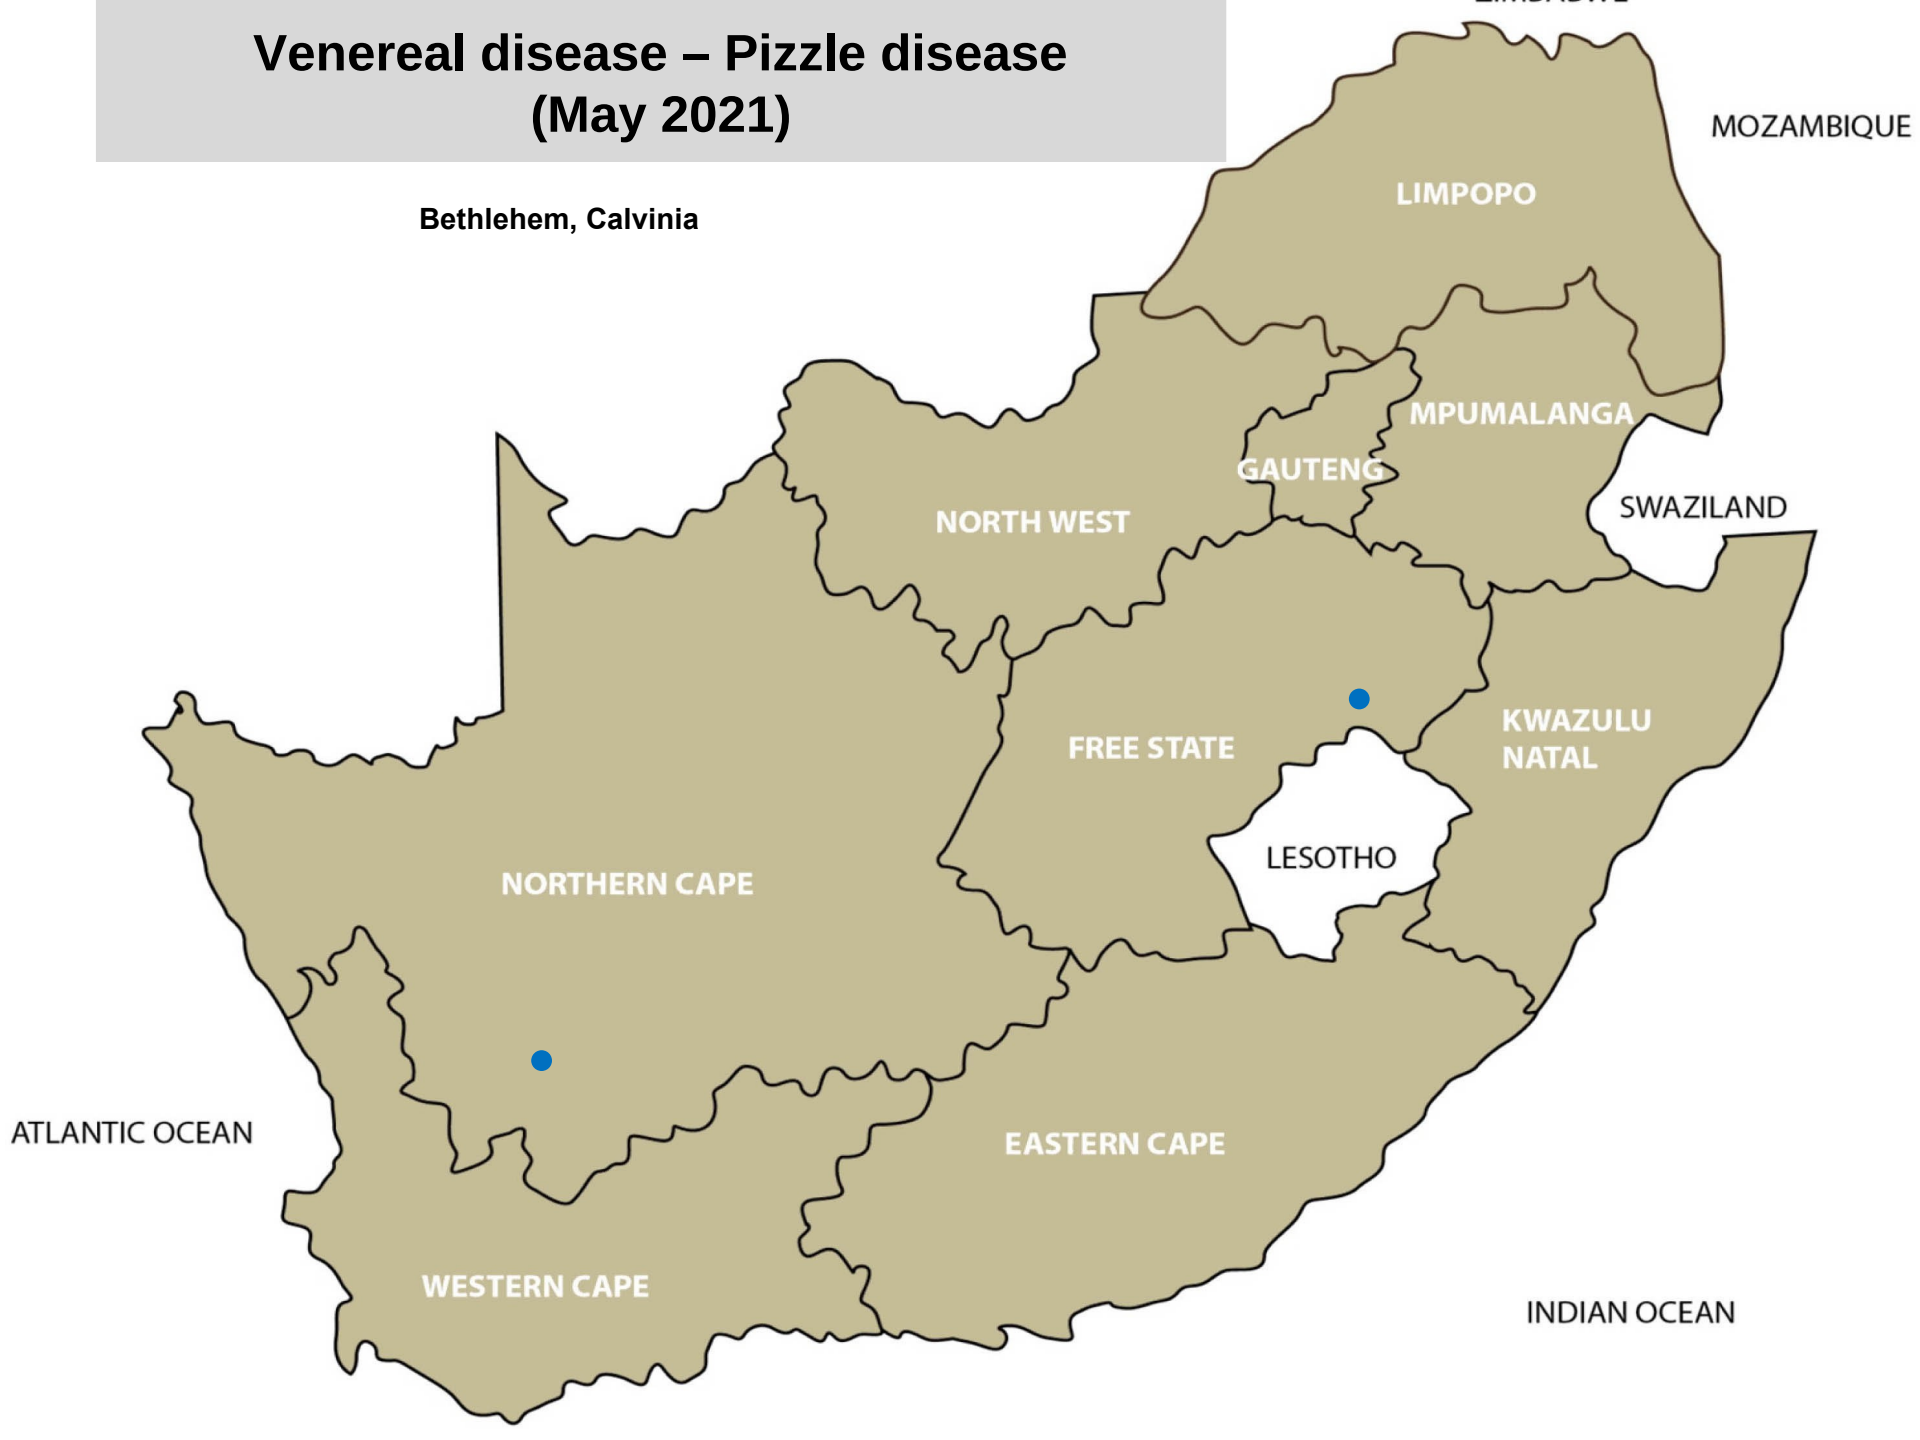 Venereal disease – Pizzle disease
(May 2021)
Bethlehem, Calvinia
MOZAMBIQUE
LIMPOPO
MPUMALANGA
GAUTENG
SWAZILAND
NORTH WEST
KWAZULU
NATAL
FREE STATE
LESOTHO
NORTHERN CAPE
ATLANTIC OCEAN
EASTERN CAPE
WESTERN CAPE
INDIAN OCEAN